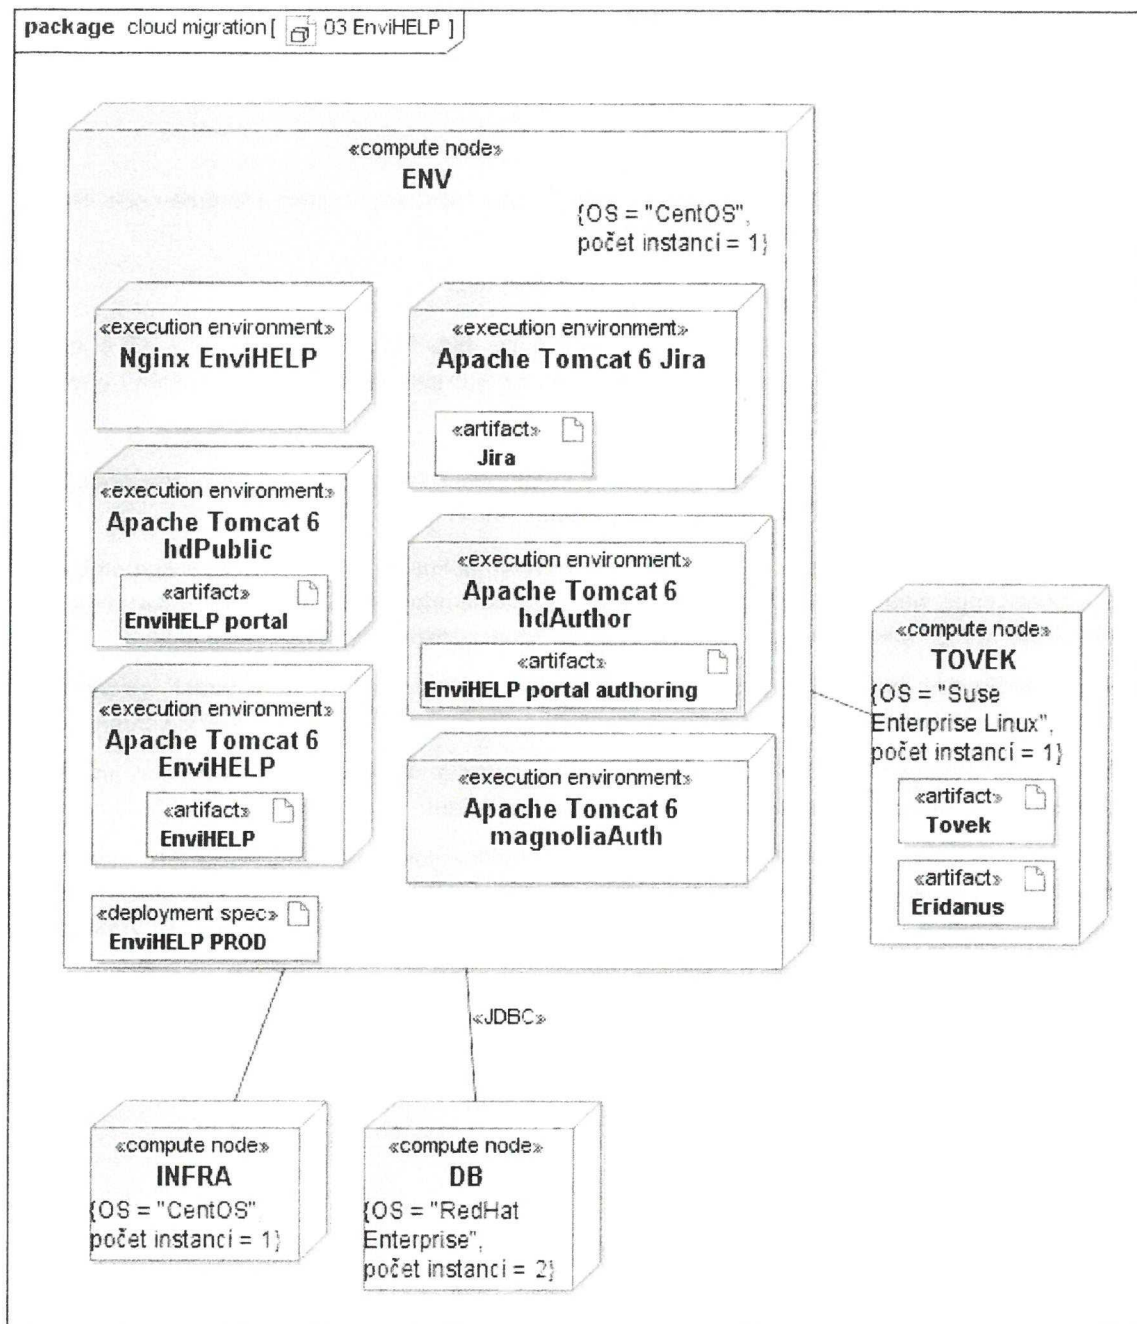 package cloud migration [ 03 EnviHELP ]
«compute node»
ENV
{OS = "CentOS",
počet instancí = 1}
«execution environment»
Nginx EnviHELP
«execution environment»
Apache Tomcat 6 Jira
«artifact»
Jira
«execution environment»
Apache Tomcat 6
hdPublic
«artifact»
EnviHELP portal
«execution environment»
Apache Tomcat 6
hdAuthor
«artifact»
EnviHELP portal authoring
«execution environment»
Apache Tomcat 6
EnviHELP
«artifact»
EnviHELP
«execution environment»
Apache Tomcat 6
magnoliaAuth
«deployment spec»
EnviHELP PROD
«compute node»
TOVEK
{OS = "Suse
Enterprise Linux",
počet instancí = 1}
«artifact»
Tovek
«artifact»
Eridanus
«JDBC»
«compute node»
INFRA
{OS = "CentOS",
počet instancí = 1}
«compute node»
DB
{OS = "RedHat
Enterprise",
počet instancí = 2}